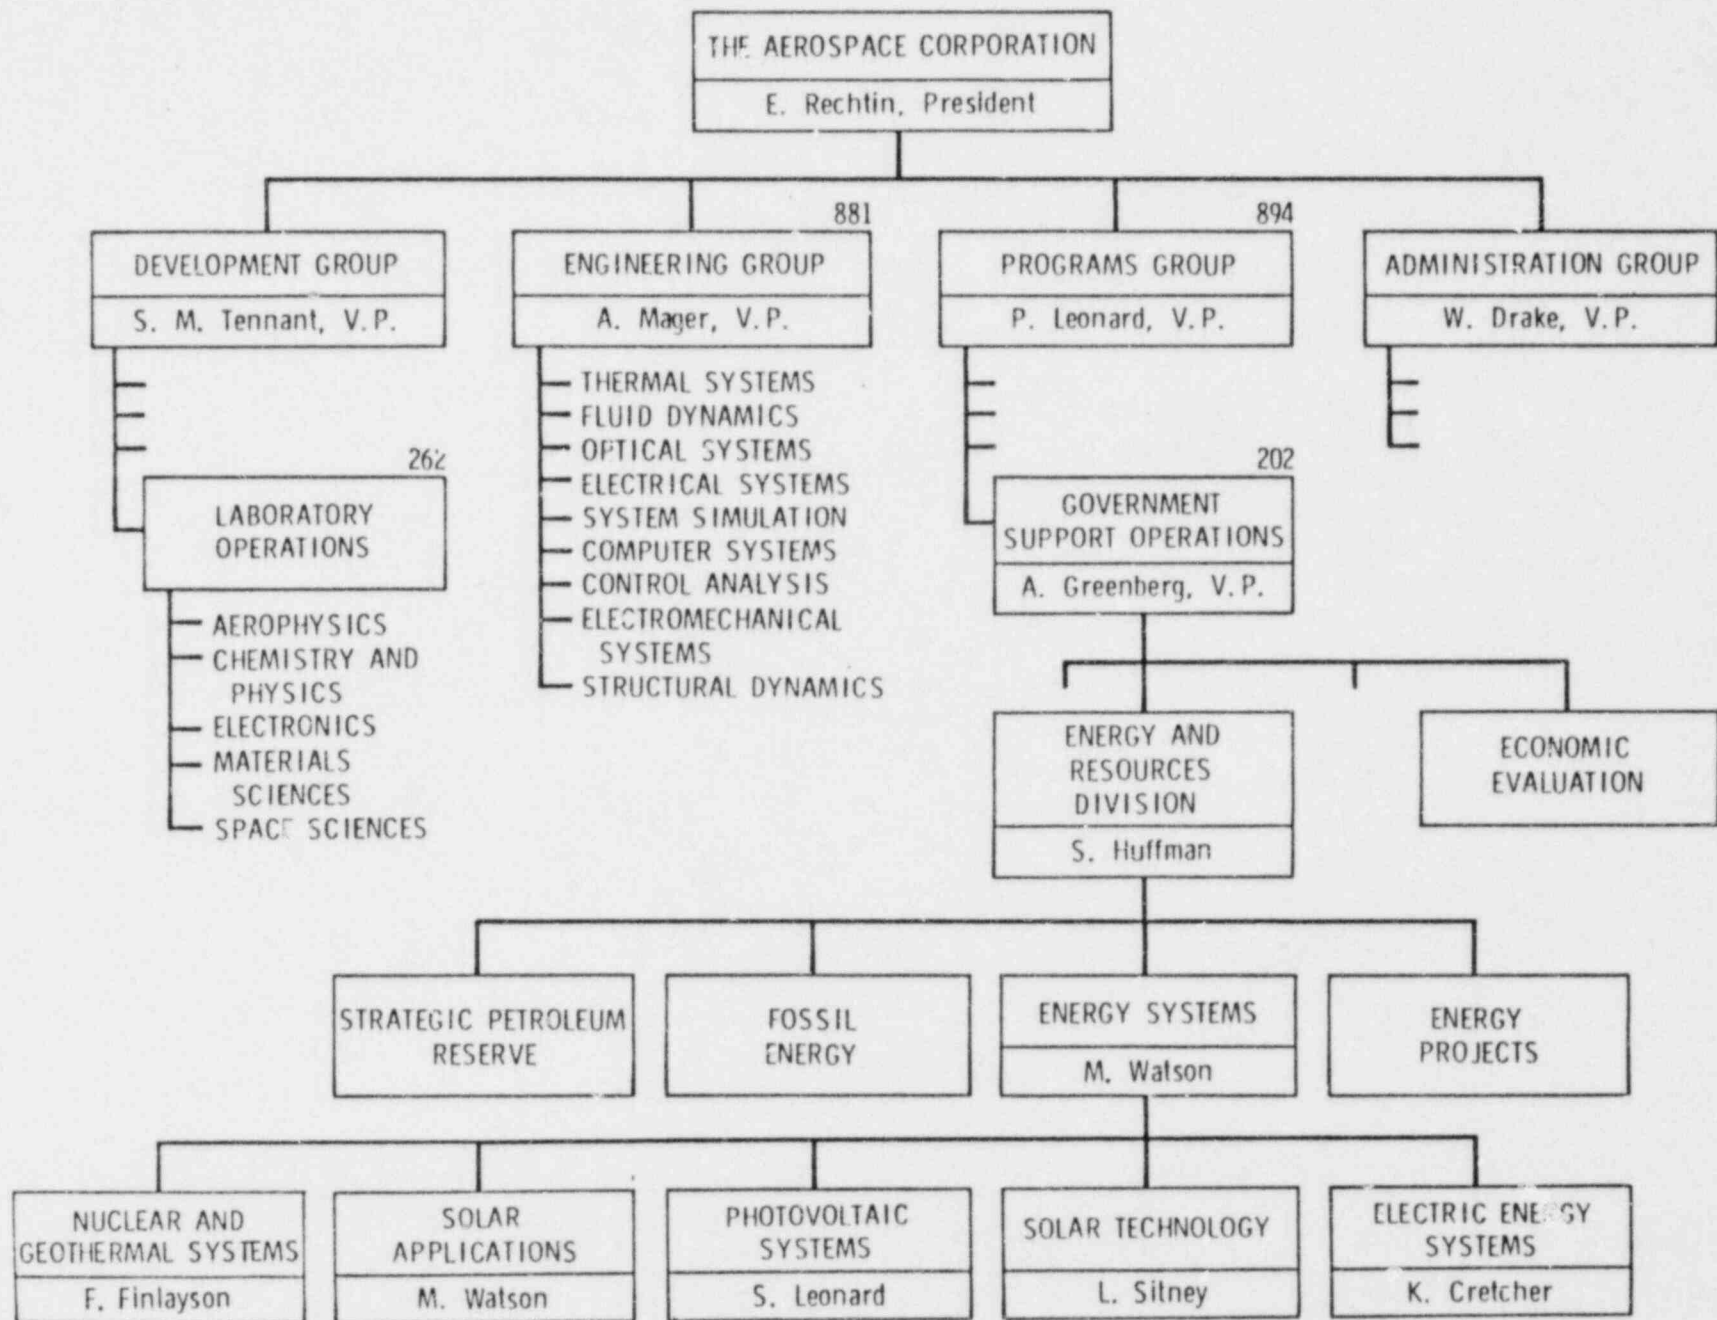 THE AEROSPACE CORPORATION
E. Rechtin, President
DEVELOPMENT GROUP
S. M. Tennant, V.P.
881
ENGINEERING GROUP
A. Mager, V.P.
894
PROGRAMS GROUP
P. Leonard, V.P.
ADMINISTRATION GROUP
W. Drake, V.P.
262
LABORATORY
OPERATIONS
AEROPHYSICS
CHEMISTRY AND
PHYSICS
ELECTRONICS
MATERIALS
SCIENCES
SPACE SCIENCES
THERMAL SYSTEMS
FLUID DYNAMICS
OPTICAL SYSTEMS
ELECTRICAL SYSTEMS
SYSTEM SIMULATION
COMPUTER SYSTEMS
CONTROL ANALYSIS
ELECTROMECHANICAL
SYSTEMS
STRUCTURAL DYNAMICS
202
GOVERNMENT
SUPPORT OPERATIONS
A. Greenberg, V.P.
ENERGY AND
RESOURCES
DIVISION
S. Huffman
ECONOMIC
EVALUATION
STRATEGIC PETROLEUM
RESERVE
FOSSIL
ENERGY
ENERGY SYSTEMS
M. Watson
ENERGY
PROJECTS
NUCLEAR AND
GEOTHERMAL SYSTEMS
F. Finlayson
SOLAR
APPLICATIONS
M. Watson
PHOTOVOLTAIC
SYSTEMS
S. Leonard
SOLAR TECHNOLOGY
L. Sitney
ELECTRIC ENERGY
SYSTEMS
K. Cretcher